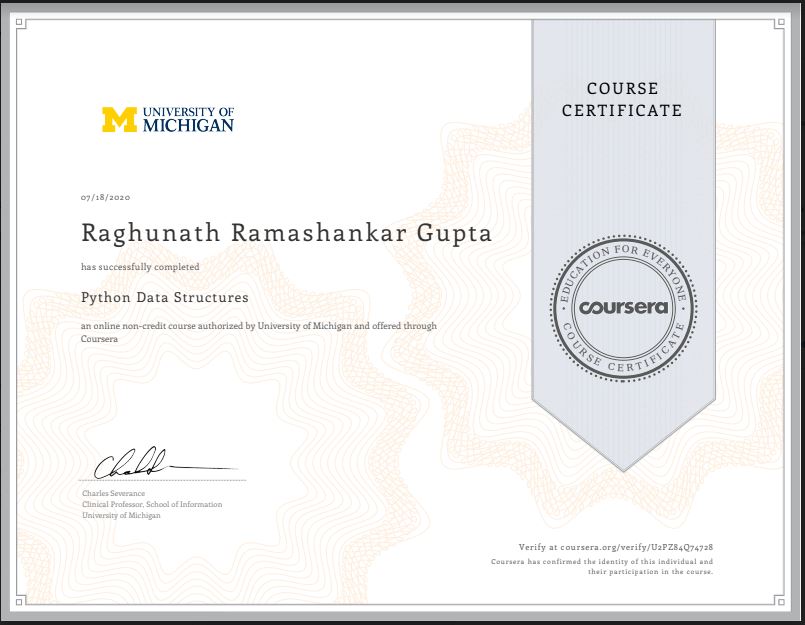 COURSE
CERTIFICATE
UNIVERSITY OF
MICHIGAN
07/18/2020
Raghunath Ramashankar Gupta
has successfully completed
Python Data Structures
an online non-credit course authorized by University of Michigan and offered through
Coursera
EDUCATION FOR EVERYONE
coursera
COURSE CERTIFICATE
Charles Severance
Clinical Professor, School of Information
University of Michigan
Verify at coursera.org/verify/U2PZ84Q74728
Coursera has confirmed the identity of this individual and
their participation in the course.